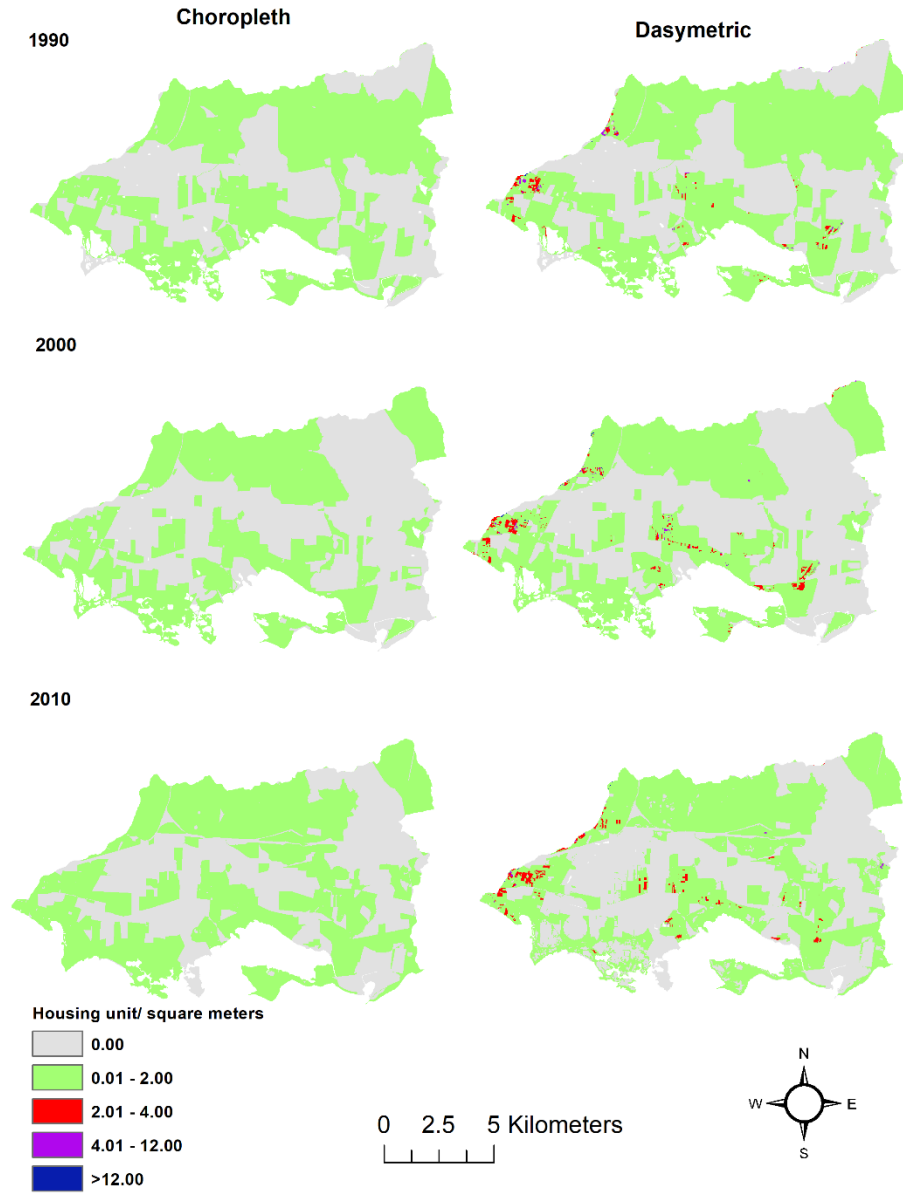 Choropleth
Dasymetric
1990
2000
2010
Housing unit/ square meters
0.00
0.01 - 2.00
2.01 - 4.00
4.01 - 12.00
>12.00
0 2.5 5 Kilometers
N
W E
S